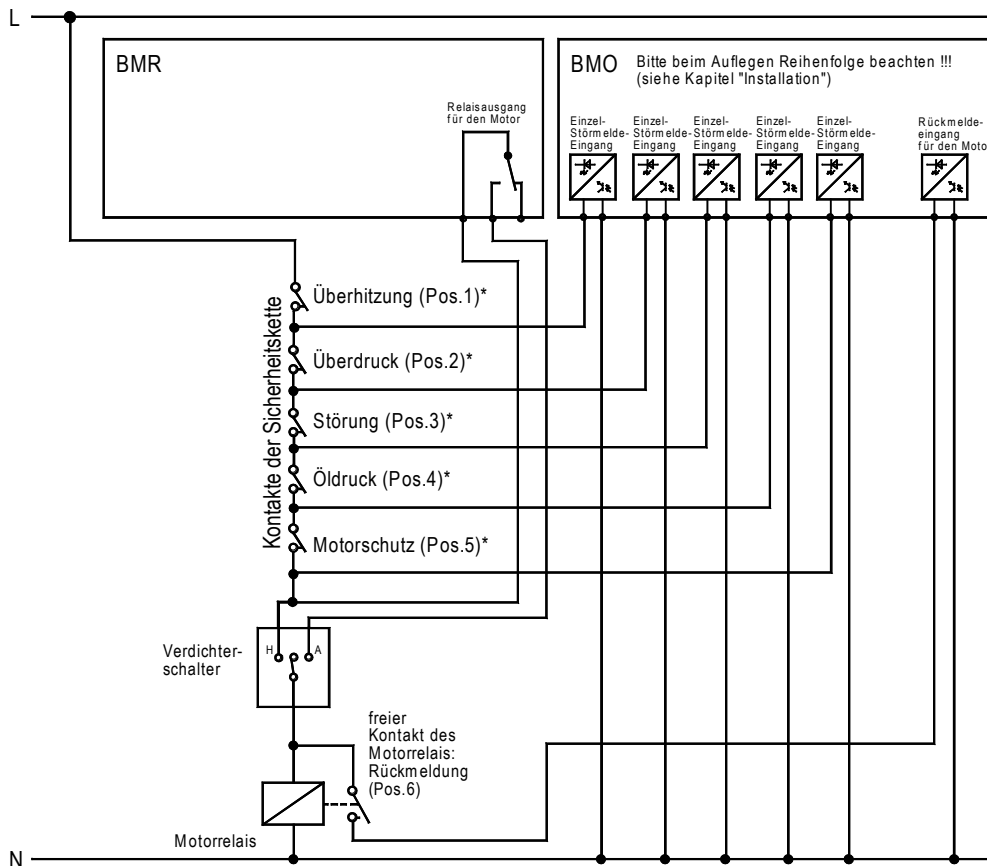 L
BMR
BMO
Bitte beim Auflegen Reihenfolge beachten !!!
(siehe Kapitel "Installation")
Relaisausgang
für den Motor
Einzel-
Störmelde-
Eingang
Einzel-
Störmelde-
Eingang
Einzel-
Störmelde-
Eingang
Einzel-
Störmelde-
Eingang
Einzel-
Störmelde-
Eingang
Rückmelde-
eingang
für den Moto
Kontakte der Sicherheitskette
Überhitzung (Pos.1)*
Überdruck (Pos.2)*
Störung (Pos.3)*
Öldruck (Pos.4)*
Motorschutz (Pos.5)*
Verdichter-
schalter
H
A
freier
Kontakt des
Motorrelais:
Rückmeldung
(Pos.6)
Motorrelais
N